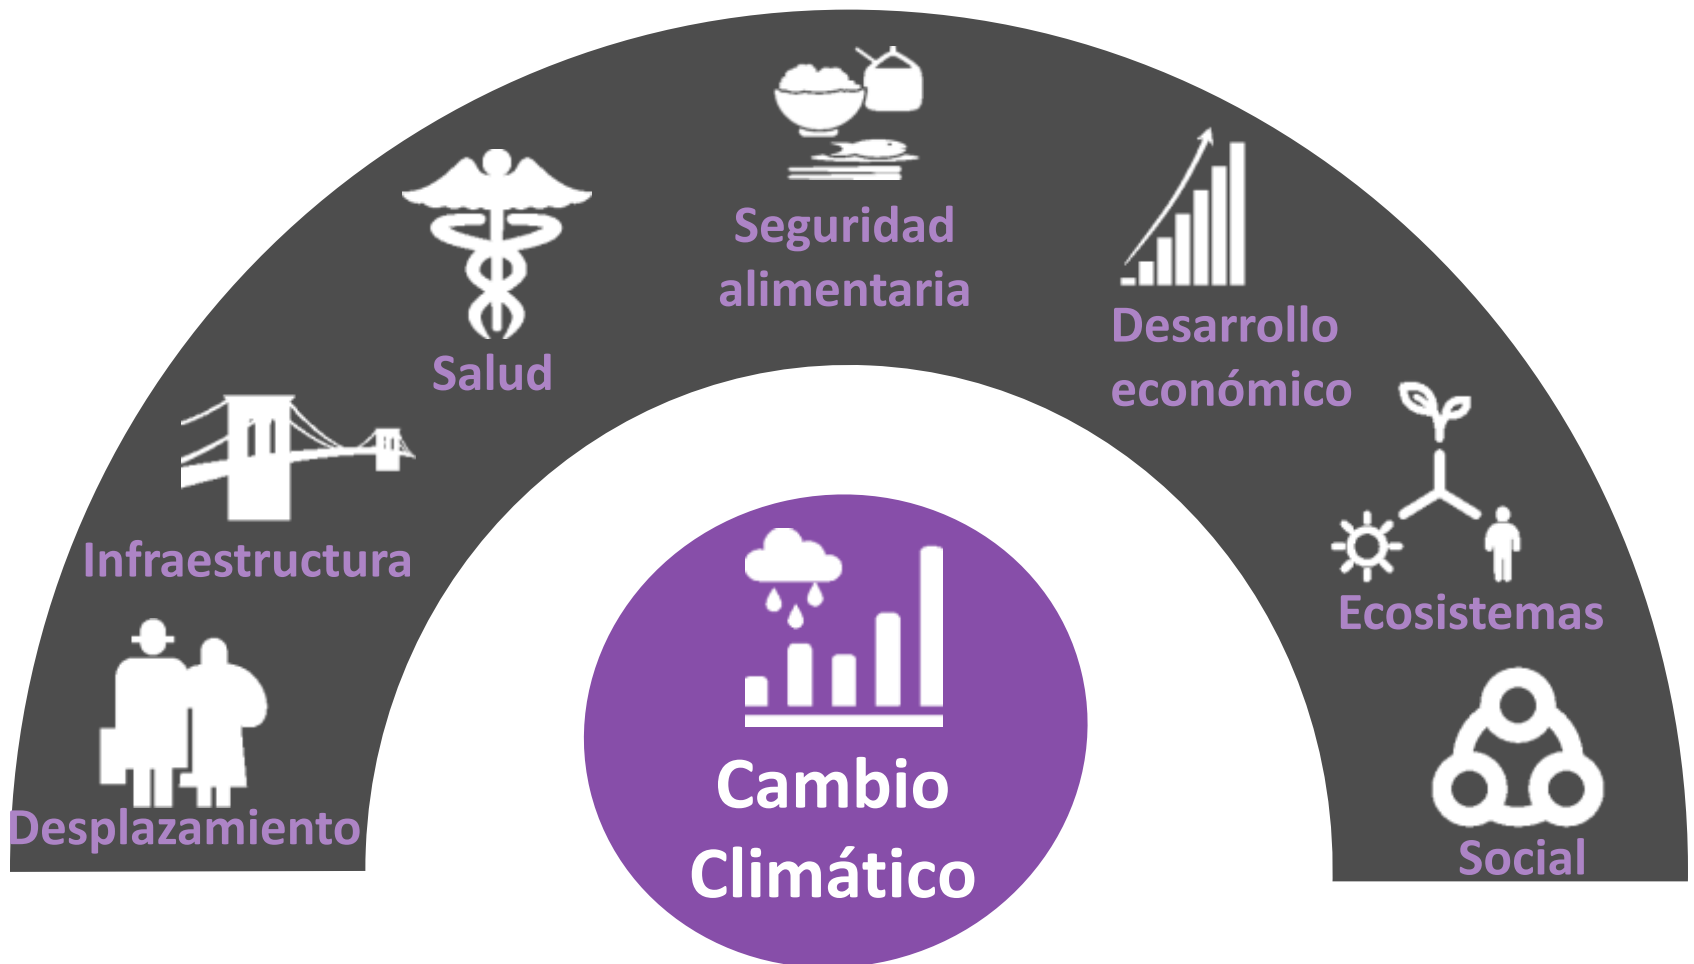 Seguridad
alimentaria
Desarrollo
económico
Salud
Infraestructura
Ecosistemas
Desplazamiento
Social
Cambio
Climático